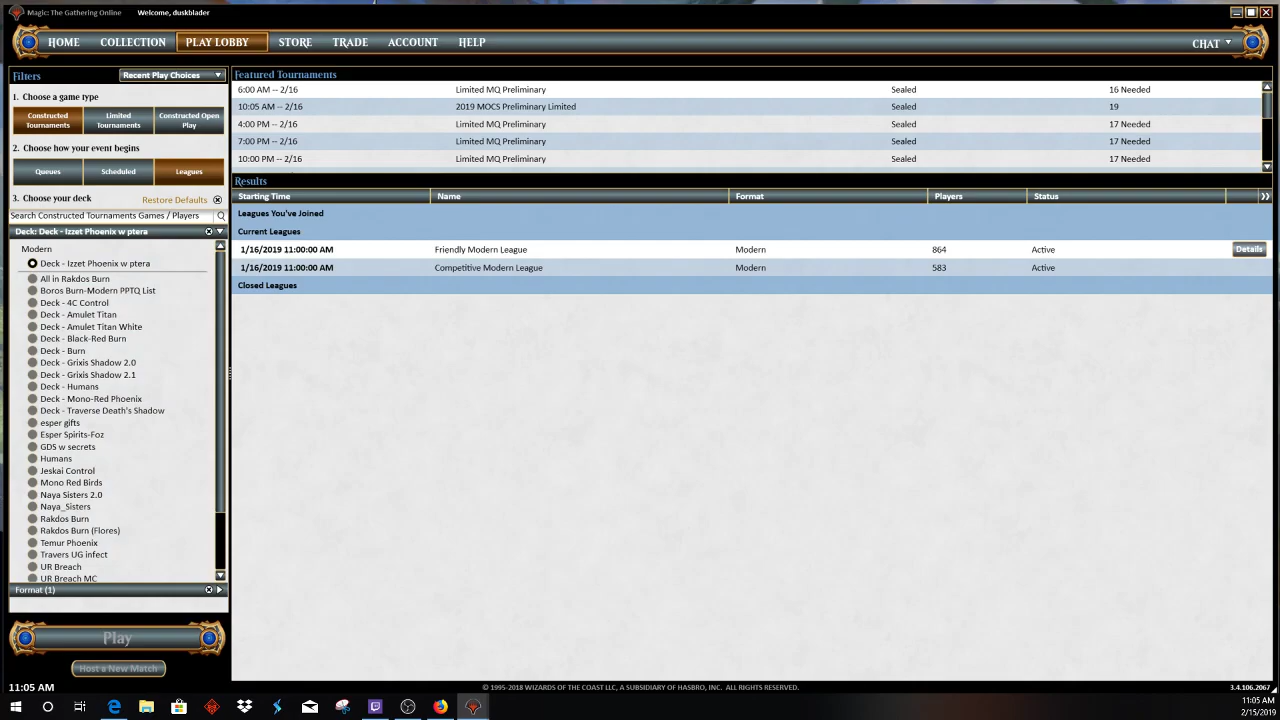 Magic: The Gathering Online Welcome, duskblader
HOME COLLECTION PLAY LOBBY STORE TRADE ACCOUNT HELP CHAT
Filters Recent Play Choices
1. Choose a game type
Constructed Tournaments Limited Tournaments Constructed Open Play
2. Choose how your event begins
Queues Scheduled Leagues
3. Choose your deck Restore Defaults
Search Constructed Tournaments Games / Players
Deck: Deck - Izzet Phoenix w ptera
Modern
Deck - Izzet Phoenix w ptera
All in Rakdos Burn
Boros Burn-Modern PPTQ List
Deck - 4C Control
Deck - Amulet Titan
Deck - Amulet Titan White
Deck - Black-Red Burn
Deck - Burn
Deck - Grixis Shadow 2.0
Deck - Grixis Shadow 2.1
Deck - Humans
Deck - Mono-Red Phoenix
Deck - Traverse Death's Shadow
esper gifts
Esper Spirits-Foz
GDS w secrets
Humans
Jeskai Control
Mono Red Birds
Naya Sisters 2.0
Naya_Sisters
Rakdos Burn
Rakdos Burn (Flores)
Temur Phoenix
Travers UG infect
UR Breach
UR Breach MC
Format (1)
Play
Host a New Match
11:05 AM
Featured Tournaments
6:00 AM -- 2/16 Limited MQ Preliminary Sealed 16 Needed
10:05 AM -- 2/16 2019 MOCS Preliminary Limited Sealed 19
4:00 PM -- 2/16 Limited MQ Preliminary Sealed 17 Needed
7:00 PM -- 2/16 Limited MQ Preliminary Sealed 17 Needed
10:00 PM -- 2/16 Limited MQ Preliminary Sealed 17 Needed
Results
Starting Time Name Format Players Status
Leagues You've Joined
Current Leagues
1/16/2019 11:00:00 AM Friendly Modern League Modern 864 Active Details
1/16/2019 11:00:00 AM Competitive Modern League Modern 583 Active
Closed Leagues
© 1995-2018 WIZARDS OF THE COAST LLC, A SUBSIDIARY OF HASBRO, INC. ALL RIGHTS RESERVED. 3.4.106.2067
11:05 AM
2/15/2019